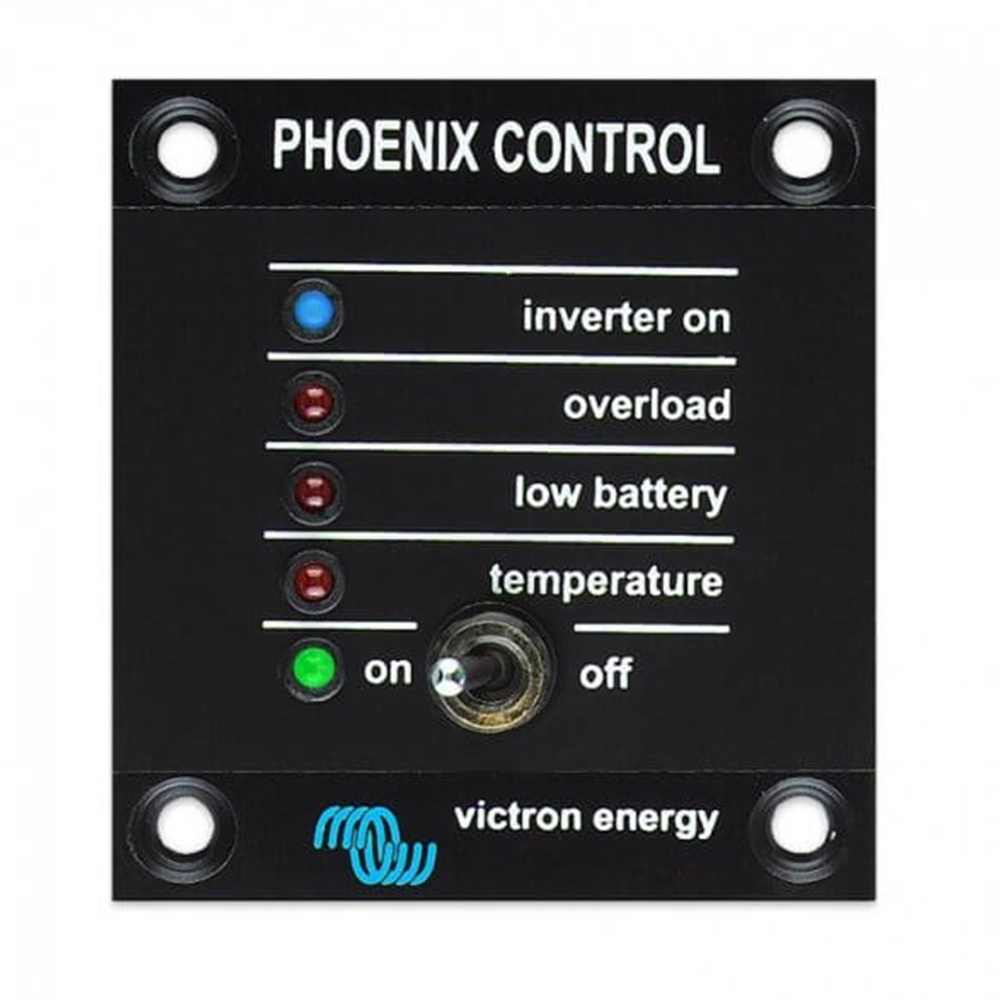 PHOENIX CONTROL
inverter on
overload
low battery
temperature
on off
victron energy